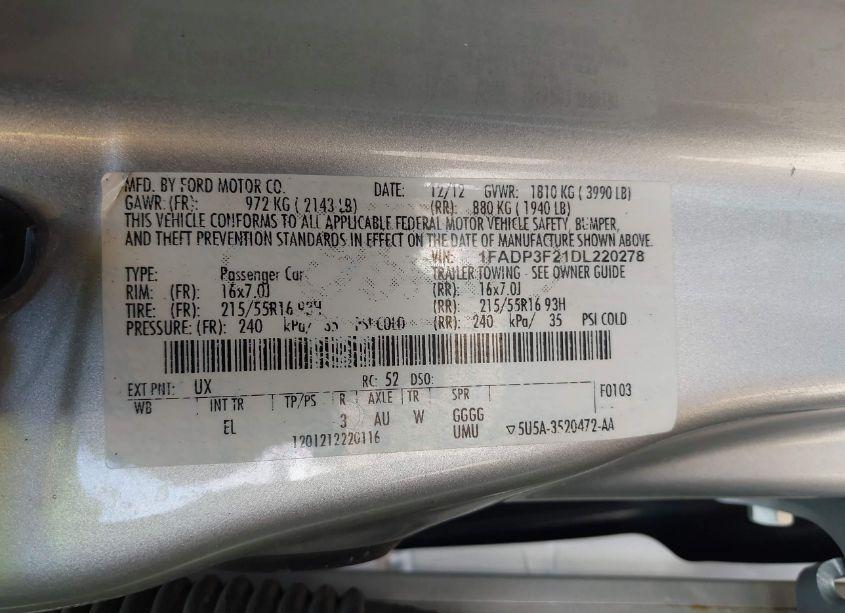 MFD. BY FORD MOTOR CO. DATE: 12/12 GVWR: 1810 KG ( 3990 LB)
GAWR: (FR): 972 KG ( 2143 LB) (RR): 880 KG ( 1940 LB)
THIS VEHICLE CONFORMS TO ALL APPLICABLE FEDERAL MOTOR VEHICLE SAFETY, BUMPER,
AND THEFT PREVENTION STANDARDS IN EFFECT ON THE DATE OF MANUFACTURE SHOWN ABOVE.
VIN: 1FADP3F21DL220278
TYPE: Passenger Car TRAILER TOWING - SEE OWNER GUIDE
RIM: (FR): 16x7.0J (RR): 16x7.0J
TIRE: (FR): 215/55R16 93H (RR): 215/55R16 93H
PRESSURE: (FR): 240 kPa/ 35 PSI COLD (RR): 240 kPa/ 35 PSI COLD
EXT PNT: UX RC: 52 DSO: F0103
WB INT TR TP/PS R AXLE TR SPR
EL 3 AU W GGGG
1201212220116 UMU ▽5U5A-3520472-AA